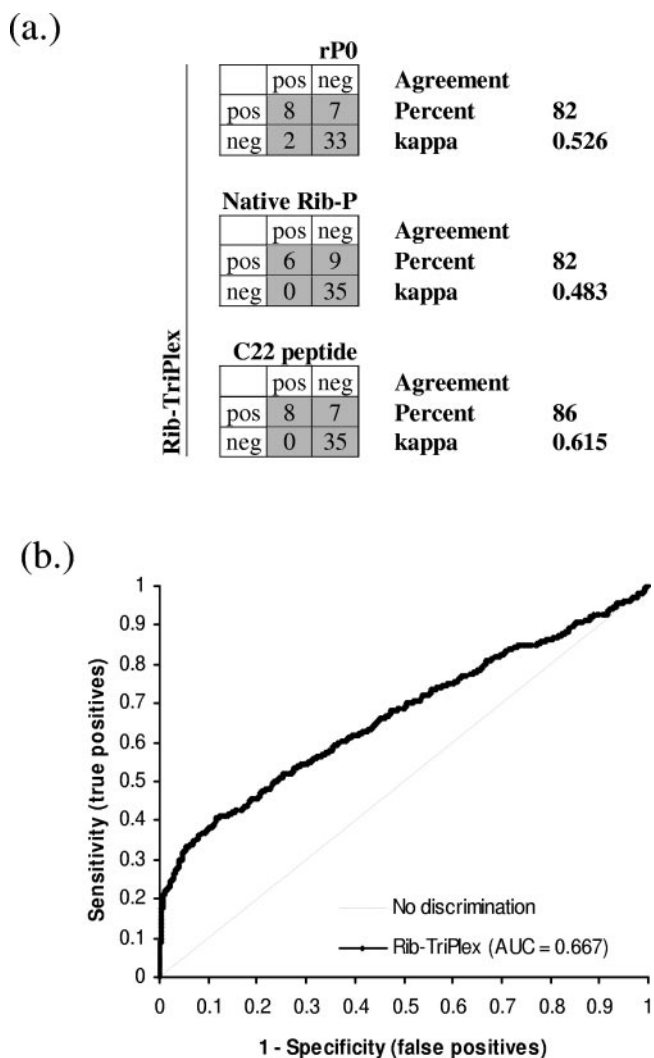 (a.)
rP0
pos neg Agreement
pos 8 7 Percent 82
neg 2 33 kappa 0.526
Native Rib-P
pos neg Agreement
pos 6 9 Percent 82
neg 0 35 kappa 0.483
C22 peptide
pos neg Agreement
pos 8 7 Percent 86
neg 0 35 kappa 0.615
Rib-TriPlex
(b.)
Sensitivity (true positives)
1
0.9
0.8
0.7
0.6
0.5
0.4
0.3
0.2
0.1
0
No discrimination
Rib-TriPlex (AUC = 0.667)
0 0.1 0.2 0.3 0.4 0.5 0.6 0.7 0.8 0.9 1
1 - Specificity (false positives)